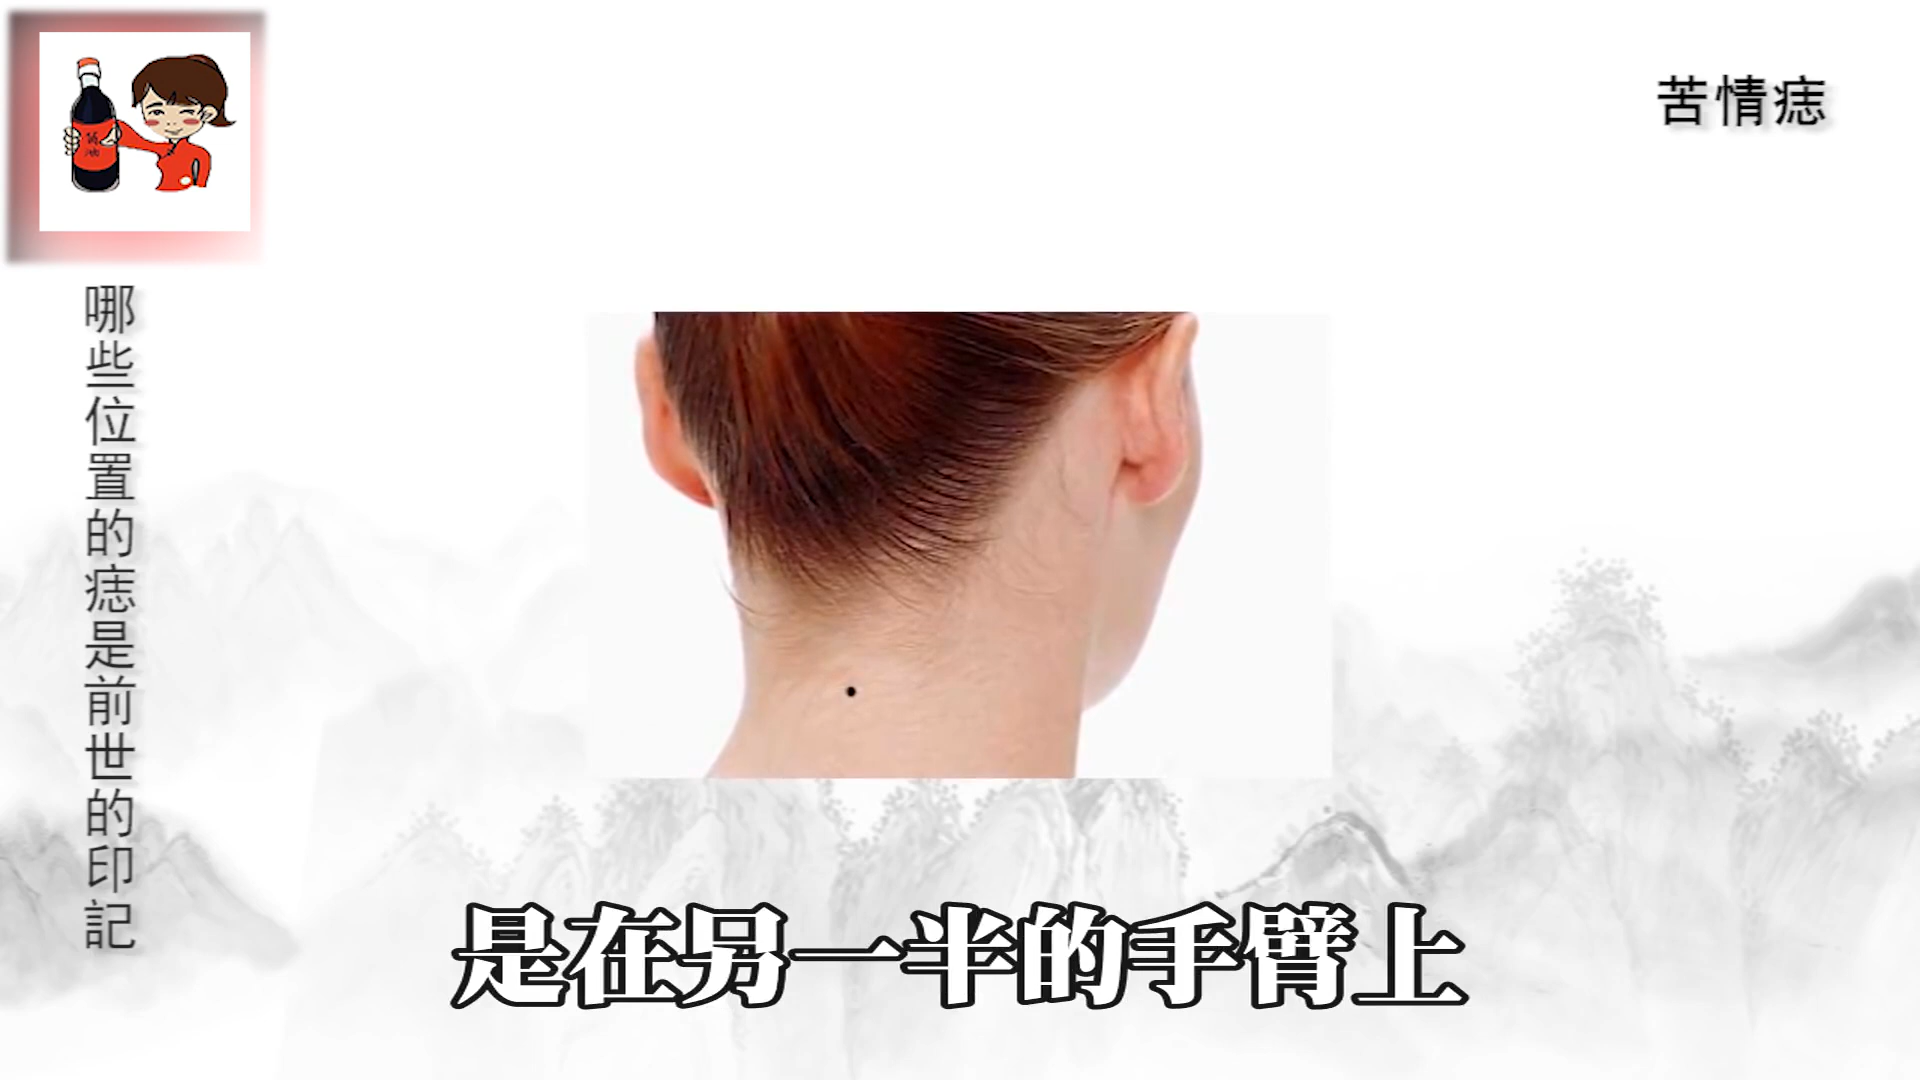 苦情痣
哪些位置的痣是前世的印記
是在另一半的手臂上